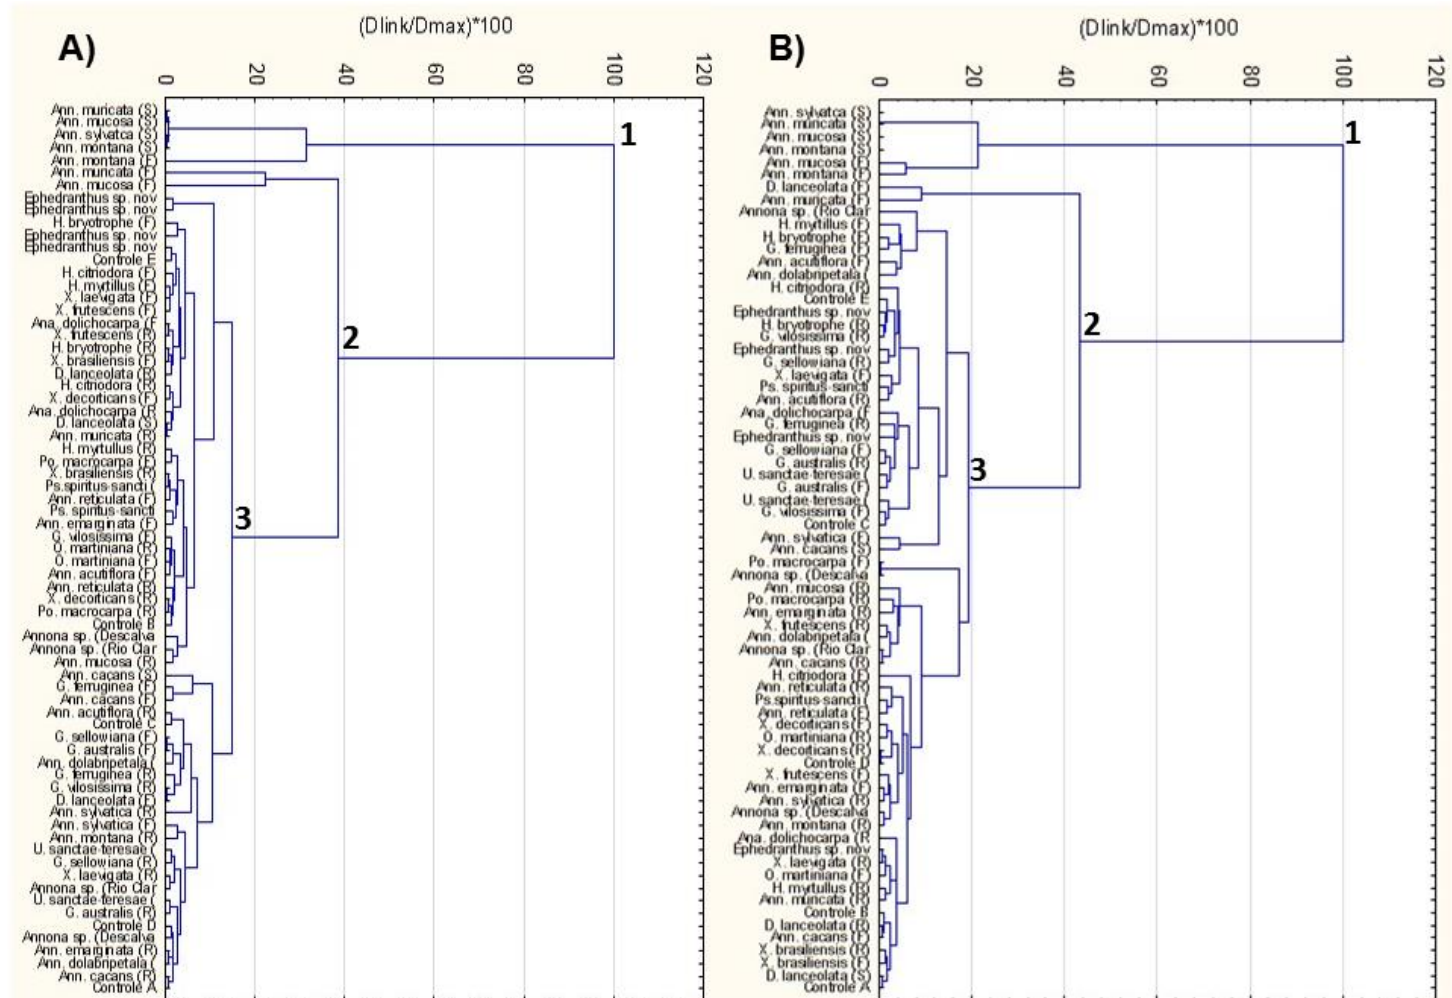 (Dlink/Dmax)*100
A)
0 20 40 60 80 100 120
Ann. muricata (S)
Ann. mucosa (S)
Ann. sylvatca (S)
Ann. montana (S)
Ann. montana (F)
Ann. muricata (F)
Ann. mucosa (F)
Ephedranthus sp. nov
Ephedranthus sp. nov
H. bryotrophe (F)
Ephedranthus sp. nov
Ephedranthus sp. nov
Controle E
H. citriodora (F)
H. myrtillus (F)
X. laevigata (F)
X. frutescens (F)
Ana. dolichocarpa (F
X. frutescens (R)
H. bryotrophe (R)
X. brasiliensis (F)
D. lanceolata (R)
H. citriodora (R)
X. decorticans (F)
Ana. dolichocarpa (R
D. lanceolata (S)
Ann. muricata (R)
H. myrtullus (R)
Po. macrocarpa (F)
X. brasiliensis (R)
Ps.spiritus-sancti (
Ann. reticulata (F)
Ps. spiritus-sancti
Ann. emarginata (F)
G. vilosissima (F)
O. martiniana (R)
O. martiniana (F)
Ann. acutiflora (F)
Ann. reticulata (R)
X. decorticans (R)
Po. macrocarpa (R)
Controle B
Annona sp. (Descalva
Annona sp. (Rio Clar
Ann. mucosa (R)
Ann. cacans (S)
G. ferruginea (F)
Ann. cacans (F)
Ann. acutiflora (R)
Controle C
G. sellowiana (F)
G. australis (F)
Ann. dolabripetala (
G. ferruginea (R)
G. vilosissima (R)
D. lanceolata (F)
Ann. sylvatica (R)
Ann. sylvatica (F)
Ann. montana (R)
U. sanctae-teresae (
G. sellowiana (R)
X. laevigata (R)
Annona sp. (Rio Clar
U. sanctae-teresae (
G. australis (R)
Controle D
Annona sp. (Descalva
Ann. emarginata (R)
Ann. dolabripetala (
Ann. cacans (R)
Controle A
1
2
3
(Dlink/Dmax)*100
B)
0 20 40 60 80 100 120
Ann. sylvatica (S)
Ann. muricata (S)
Ann. mucosa (S)
Ann. montana (S)
Ann. mucosa (F)
Ann. montana (F)
D. lanceolata (F)
Ann. muricata (F)
Annona sp. (Rio Clar
H. myrtillus (F)
H. bryotrophe (F)
G. ferruginea (F)
Ann. acutiflora (F)
Ann. dolabripetala (
H. citriodora (R)
Controle E
Ephedranthus sp. nov
H. bryotrophe (R)
G. vilosissima (R)
Ephedranthus sp. nov
G. sellowiana (R)
X. laevigata (F)
Ps. spiritus-sancti
Ann. acutiflora (R)
Ana. dolichocarpa (F
G. ferruginea (R)
Ephedranthus sp. nov
G. sellowiana (F)
G. australis (R)
U. sanctae-teresae (
G. australis (F)
U. sanctae-teresae (
G. vilosissima (F)
Controle C
Ann. sylvatica (F)
Ann. cacans (S)
Po. macrocarpa (F)
Annona sp. (Descalva
Ann. mucosa (R)
Po. macrocarpa (R)
Ann. emarginata (R)
X. frutescens (R)
Ann. dolabripetala (
Annona sp. (Rio Clar
Ann. cacans (R)
H. citriodora (F)
Ann. reticulata (R)
Ps.spiritus-sancti (
Ann. reticulata (F)
X. decorticans (F)
O. martiniana (R)
X. decorticans (R)
Controle D
X. frutescens (F)
Ann. emarginata (F)
Ann. sylvatica (R)
Annona sp. (Descalva
Ann. montana (R)
Ana. dolichocarpa (R
Ephedranthus sp. nov
X. laevigata (R)
O. martiniana (F)
H. myrtullus (R)
Ann. muricata (R)
Controle B
D. lanceolata (R)
Ann. cacans (F)
X. brasiliensis (R)
X. brasiliensis (F)
D. lanceolata (S)
Controle A
1
2
3